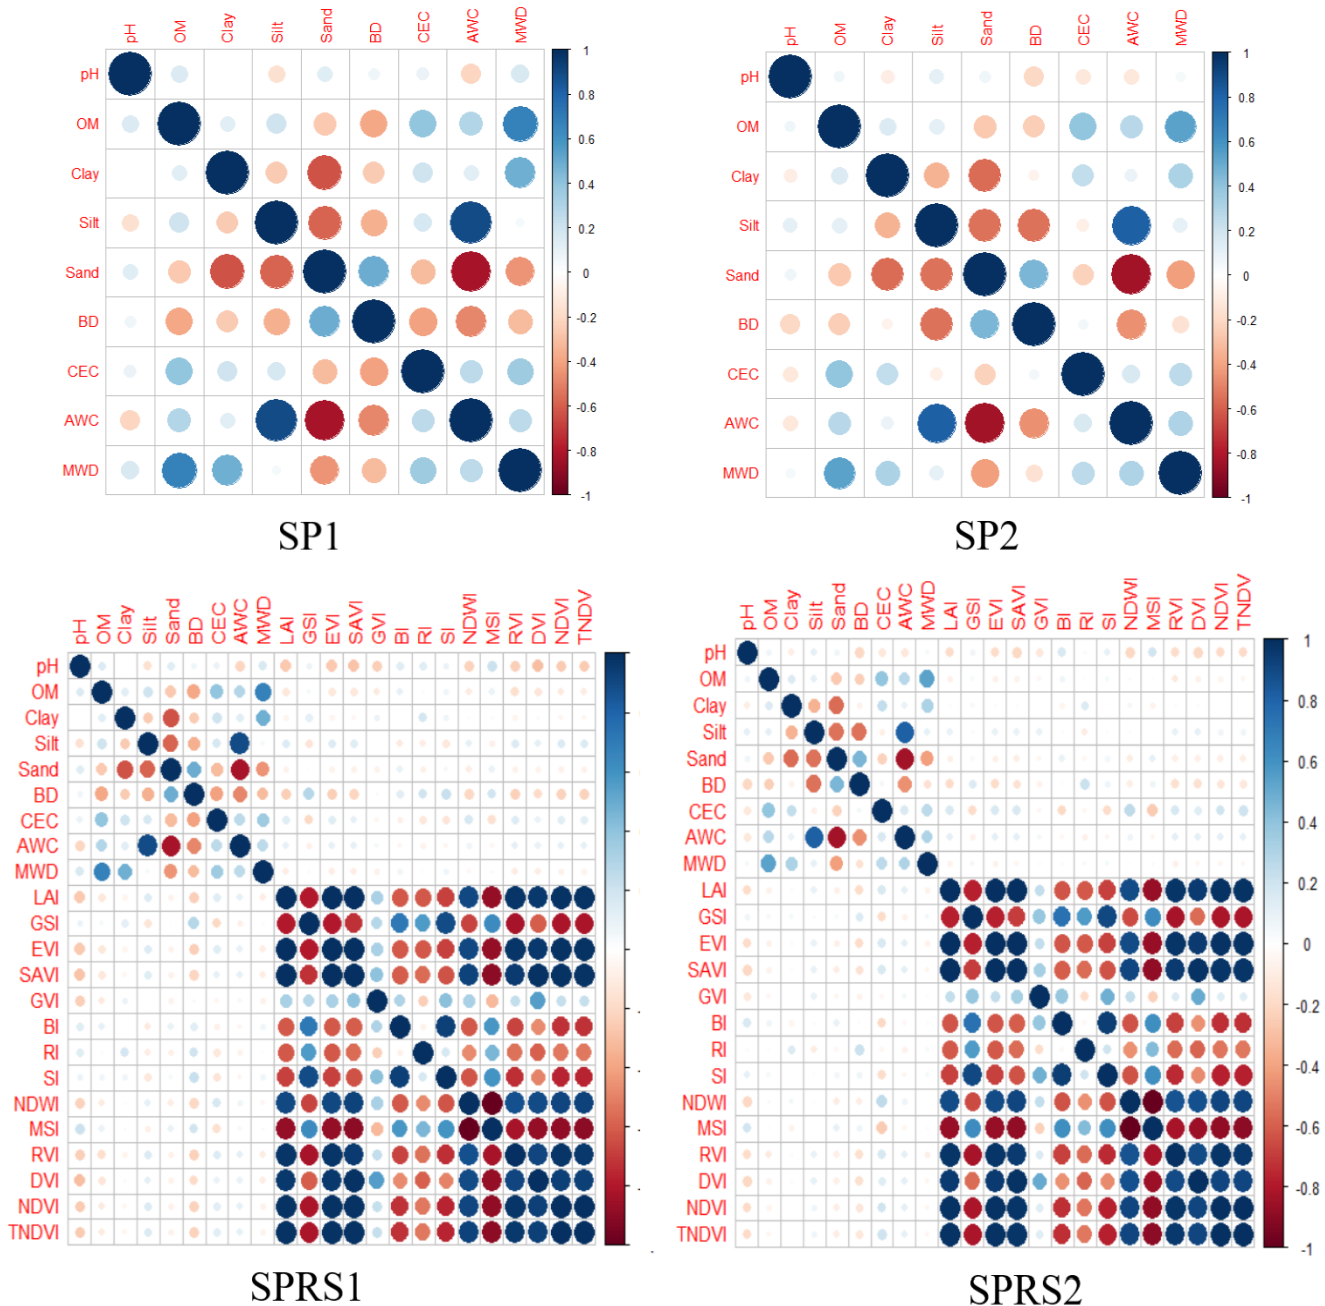 pH OM Clay Silt Sand BD CEC AWC MWD
pH
OM
Clay
Silt
Sand
BD
CEC
AWC
MWD
1
0.8
0.6
0.4
0.2
0
-0.2
-0.4
-0.6
-0.8
-1
SP1
pH OM Clay Silt Sand BD CEC AWC MWD
pH
OM
Clay
Silt
Sand
BD
CEC
AWC
MWD
1
0.8
0.6
0.4
0.2
0
-0.2
-0.4
-0.6
-0.8
-1
SP2
pH OM Clay Silt Sand BD CEC AWC MWD LAI GSI EVI SAVI GVI BI RI SI NDWI MSI RVI DVI NDVI TNDV
pH
OM
Clay
Silt
Sand
BD
CEC
AWC
MWD
LAI
GSI
EVI
SAVI
GVI
BI
RI
SI
NDWI
MSI
RVI
DVI
NDVI
TNDVI
SPRS1
pH OM Clay Silt Sand BD CEC AWC MWD LAI GSI EVI SAVI GVI BI RI SI NDWI MSI RVI DVI NDVI TNDV
pH
OM
Clay
Silt
Sand
BD
CEC
AWC
MWD
LAI
GSI
EVI
SAVI
GVI
BI
RI
SI
NDWI
MSI
RVI
DVI
NDVI
TNDVI
1
0.8
0.6
0.4
0.2
0
-0.2
-0.4
-0.6
-0.8
-1
SPRS2